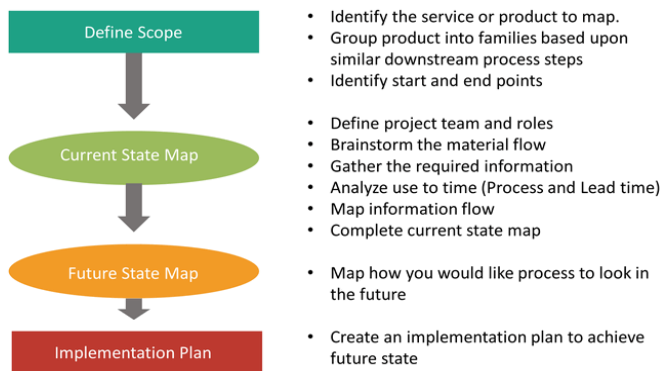 Define Scope
• Identify the service or product to map.
• Group product into families based upon
similar downstream process steps
• Identify start and end points
Current State Map
• Define project team and roles
• Brainstorm the material flow
• Gather the required information
• Analyze use to time (Process and Lead time)
• Map information flow
• Complete current state map
Future State Map
• Map how you would like process to look in
the future
Implementation Plan
• Create an implementation plan to achieve
future state